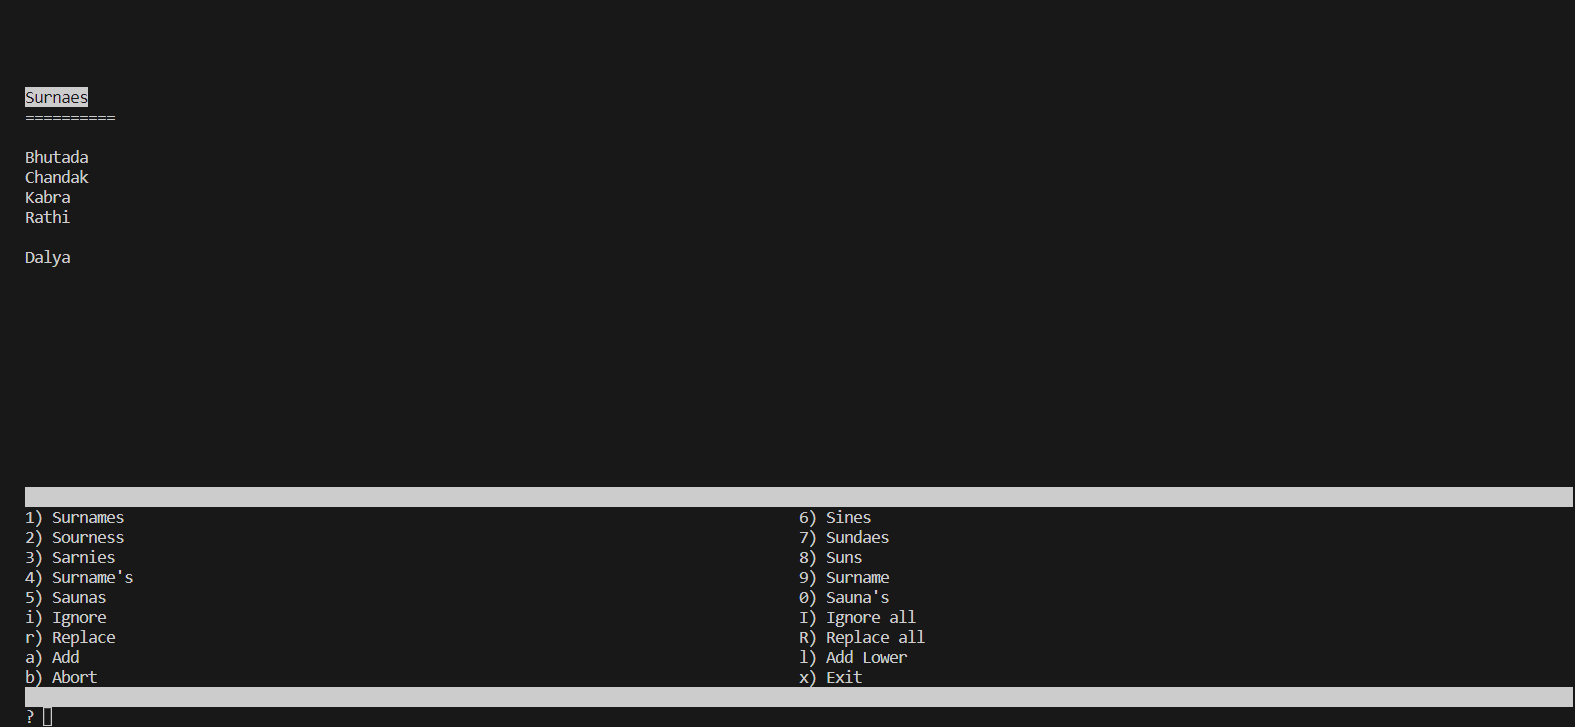 Surnaes
==========
Bhutada
Chandak
Kabra
Rathi
Dalya
1) Surnames 6) Sines
2) Sourness 7) Sundaes
3) Sarnies 8) Suns
4) Surname's 9) Surname
5) Saunas 0) Sauna's
i) Ignore I) Ignore all
r) Replace R) Replace all
a) Add l) Add Lower
b) Abort x) Exit
?